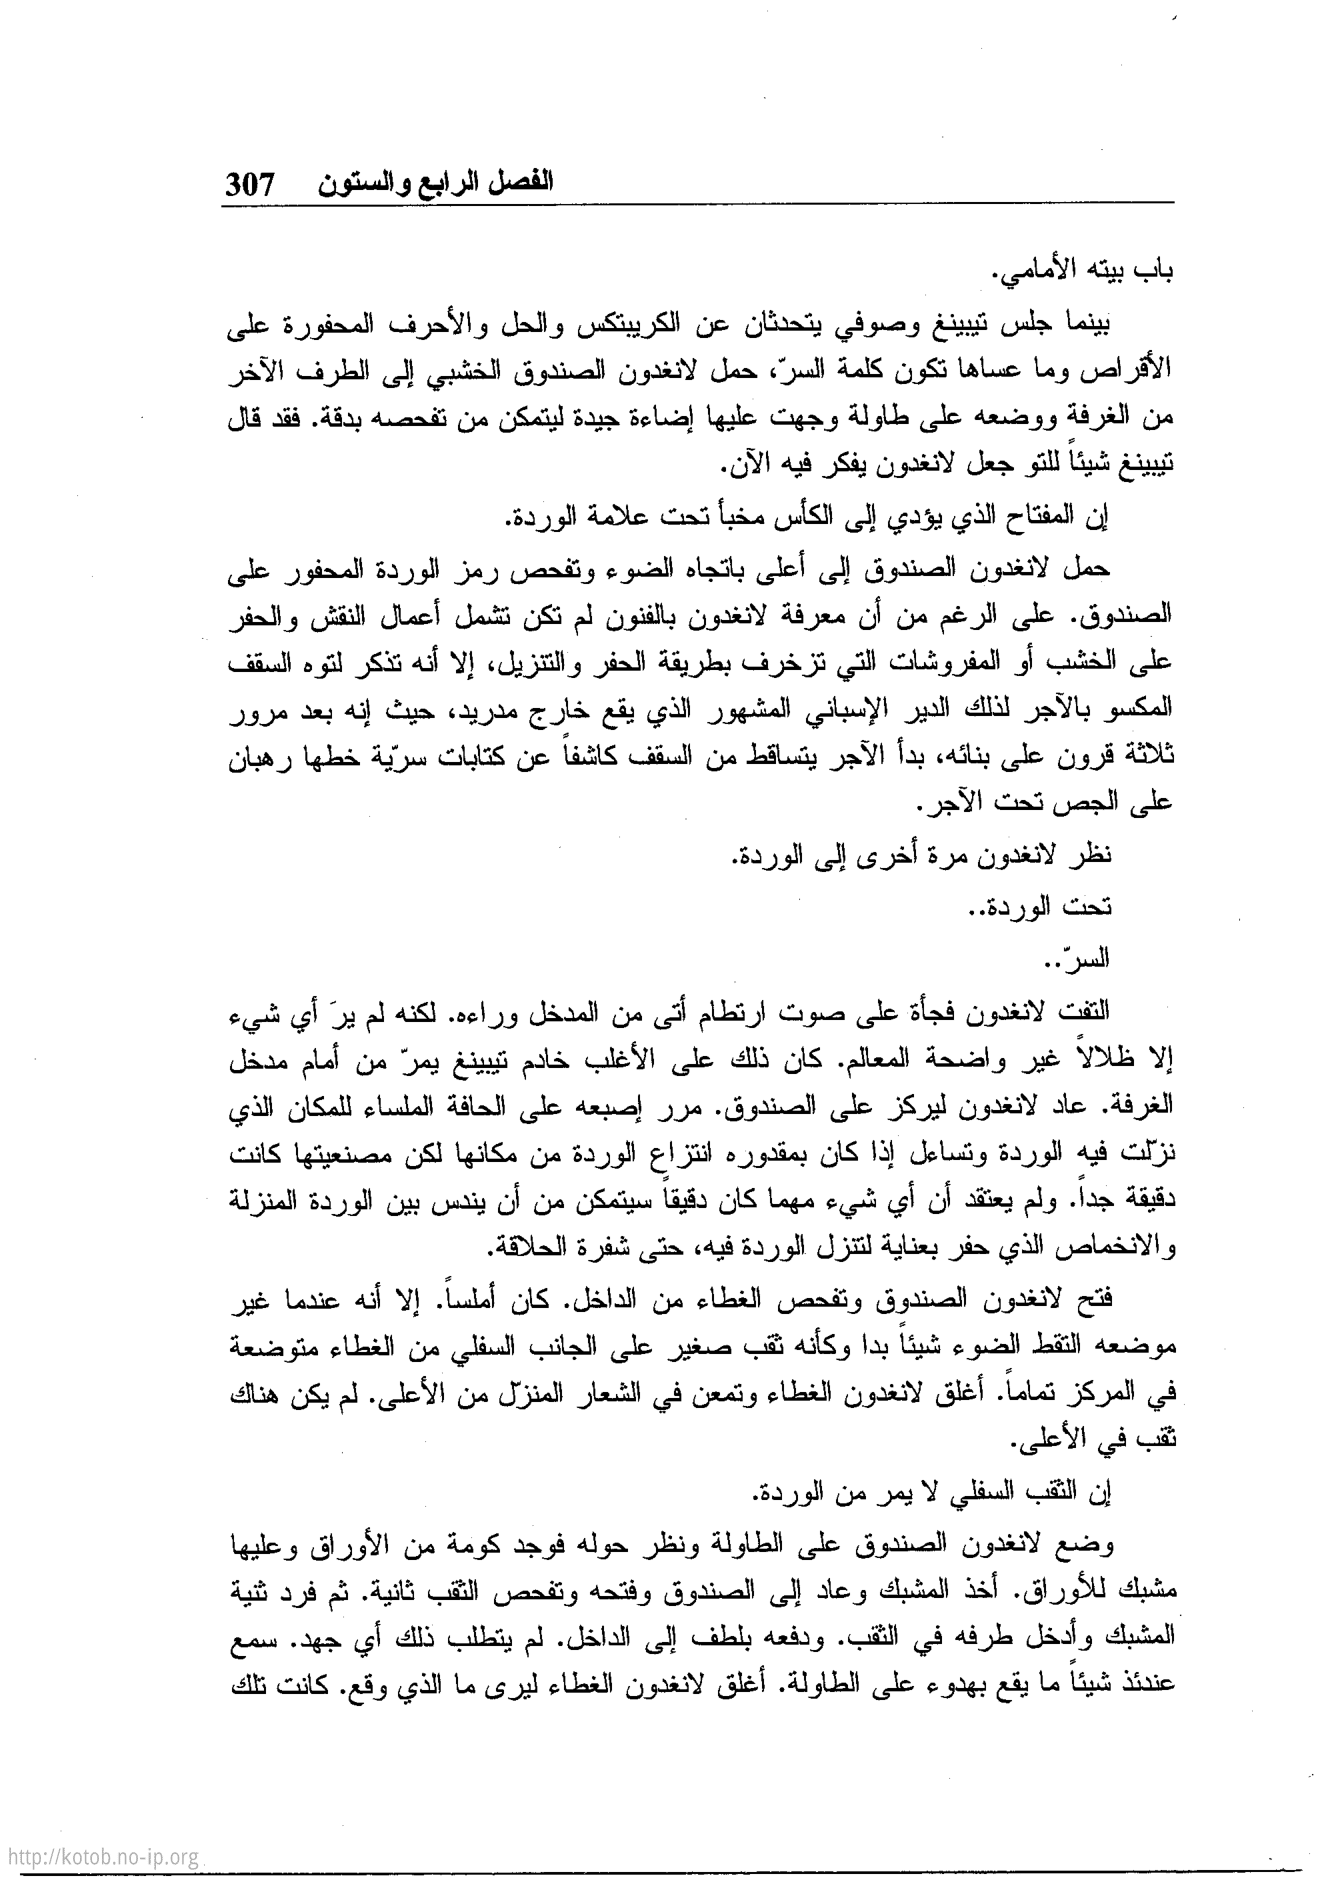 الفصل الرابع والستون 307
باب بيته الأمامي.
بينما جلس تيبينغ وصوفي يتحدثان عن الكريبتكس والحل والأحرف المحفورة على
الأقراص وما عساها تكون كلمة السرّ، حمل لانغدون الصندوق الخشبي إلى الطرف الآخر
من الغرفة ووضعه على طاولة وجهت عليها إضاءة جيدة ليتمكن من تفحصه بدقة. فقد قال
تيبينغ شيئاً للتو جعل لانغدون يفكر فيه الآن.
إن المفتاح الذي يؤدي إلى الكأس مخبأ تحت علامة الوردة.
حمل لانغدون الصندوق إلى أعلى باتجاه الضوء وتفحص رمز الوردة المحفور على
الصندوق. على الرغم من أن معرفة لانغدون بالفنون لم تكن تشمل أعمال النقش والحفر
على الخشب أو المفروشات التي تزخرف بطريقة الحفر والتنزيل، إلا أنه تذكر لتوه السقف
المكسو بالآجر لذلك الدير الإسباني المشهور الذي يقع خارج مدريد، حيث إنه بعد مرور
ثلاثة قرون على بنائه، بدأ الآجر يتساقط من السقف كاشفاً عن كتابات سريّة خطها رهبان
على الجص تحت الآجر.
نظر لانغدون مرة أخرى إلى الوردة.
تحت الوردة..
السرّ..
التفت لانغدون فجأة على صوت ارتطام أتى من المدخل وراءه. لكنه لم يرَ أي شيء
إلا ظلالاً غير واضحة المعالم. كان ذلك على الأغلب خادم تيبينغ يمرّ من أمام مدخل
الغرفة. عاد لانغدون ليركز على الصندوق. مرر إصبعه على الحافة الملساء للمكان الذي
نزّلت فيه الوردة وتساءل إذا كان بمقدوره انتزاع الوردة من مكانها لكن مصنعيتها كانت
دقيقة جداً. ولم يعتقد أن أي شيء مهما كان دقيقاً سيتمكن من أن يندس بين الوردة المنزلة
والانخماص الذي حفر بعناية لتنزل الوردة فيه، حتى شفرة الحلاقة.
فتح لانغدون الصندوق وتفحص الغطاء من الداخل. كان أملساً. إلا أنه عندما غير
موضعه التقط الضوء شيئاً بدا وكأنه ثقب صغير على الجانب السفلي من الغطاء متوضعة
في المركز تماماً. أغلق لانغدون الغطاء وتمعن في الشعار المنزّل من الأعلى. لم يكن هناك
ثقب في الأعلى.
إن الثقب السفلي لا يمر من الوردة.
وضع لانغدون الصندوق على الطاولة ونظر حوله فوجد كومة من الأوراق وعليها
مشبك للأوراق. أخذ المشبك وعاد إلى الصندوق وفتحه وتفحص الثقب ثانية. ثم فرد ثنية
المشبك وأدخل طرفه في الثقب. ودفعه بلطف إلى الداخل. لم يتطلب ذلك أي جهد. سمع
عندئذ شيئاً ما يقع بهدوء على الطاولة. أغلق لانغدون الغطاء ليرى ما الذي وقع. كانت تلك
http://kotob.no-ip.org